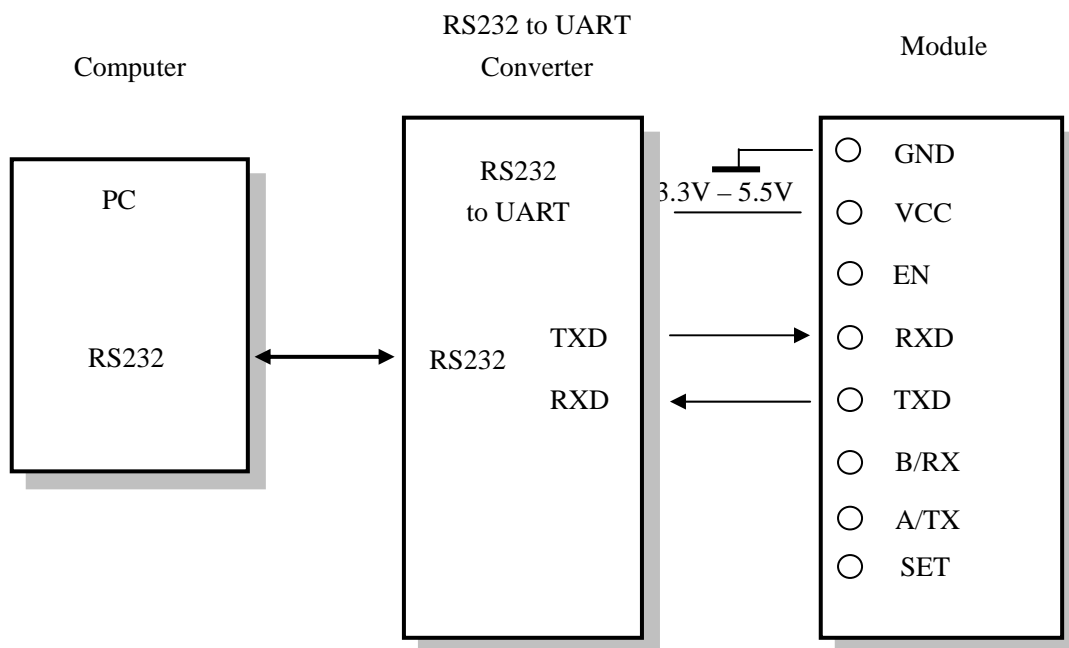 RS232 to UART
Converter
Computer
Module
PC
RS232
RS232
to UART
RS232
TXD
RXD
3.3V – 5.5V
GND
VCC
EN
RXD
TXD
B/RX
A/TX
SET